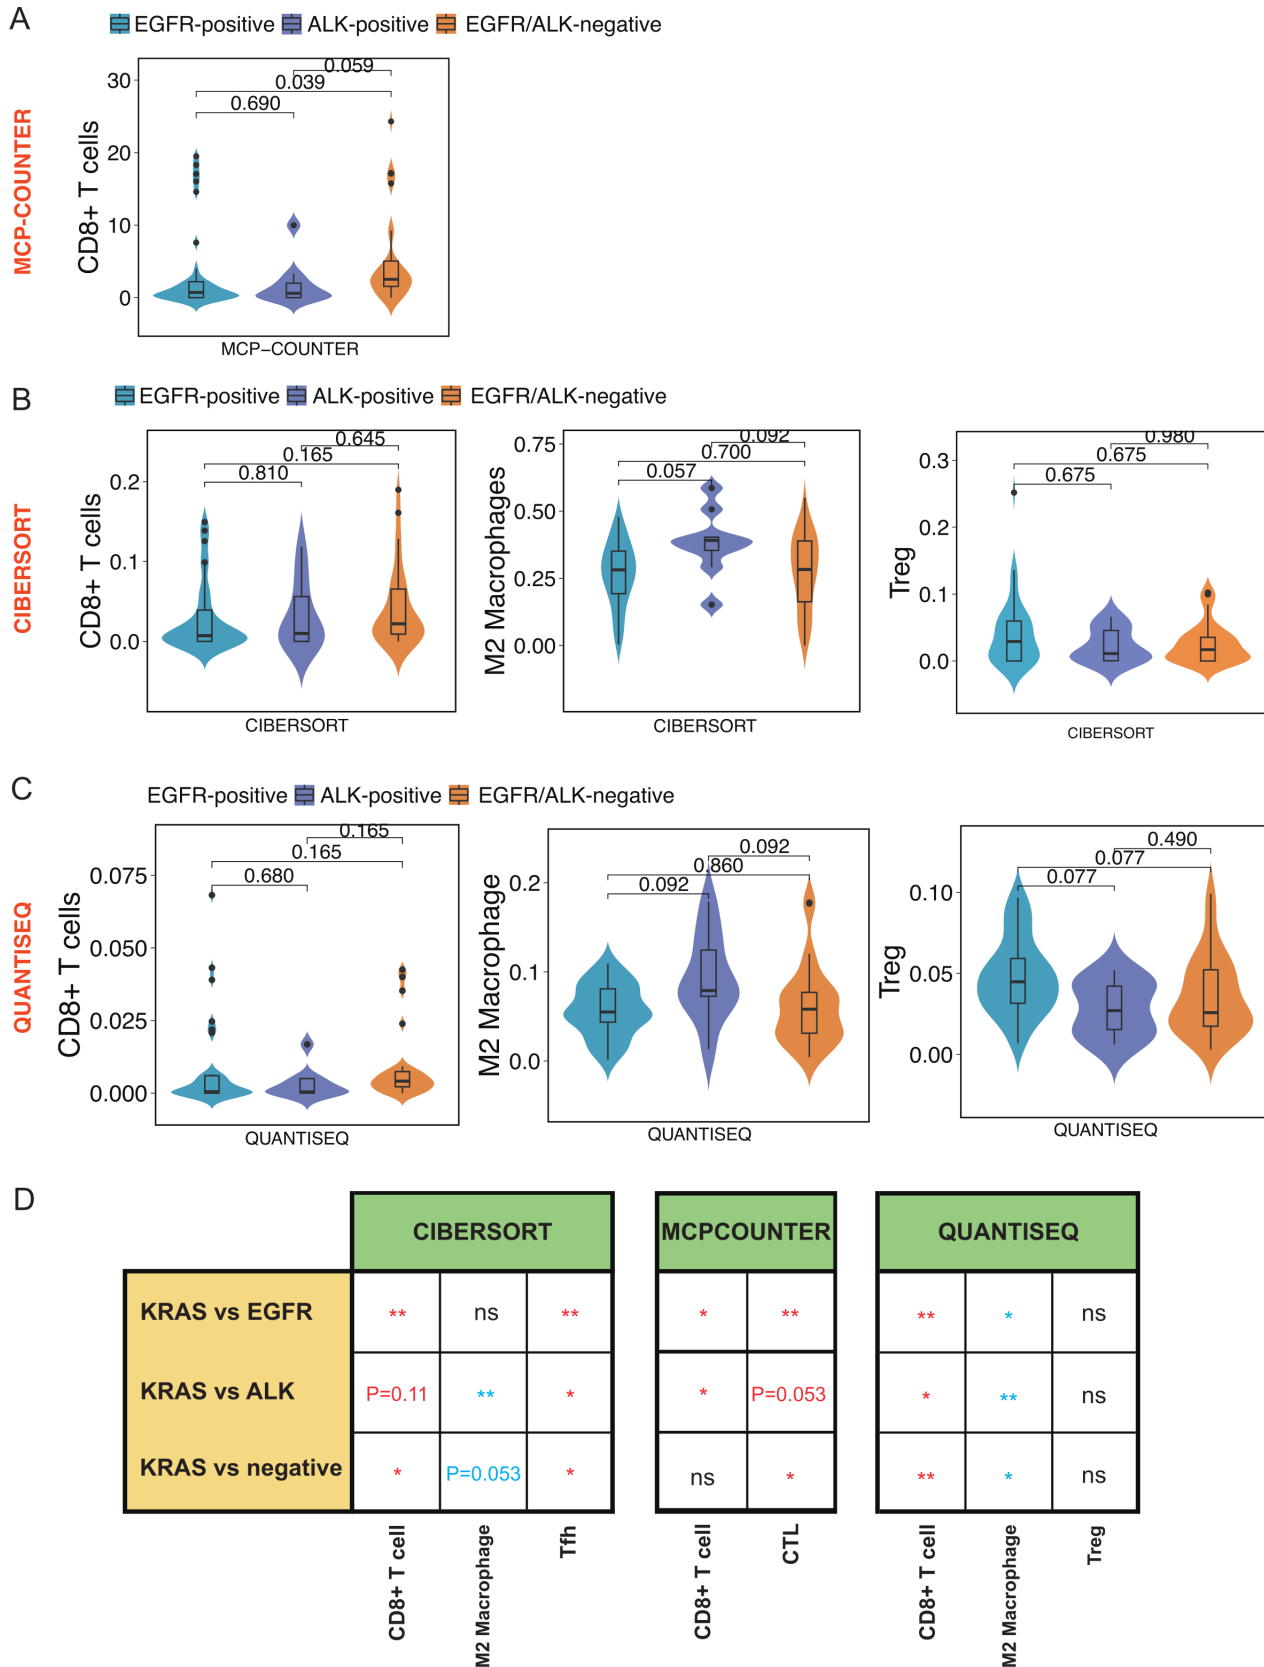 A
EGFR-positive ALK-positive EGFR/ALK-negative
MCP-COUNTER
CD8+ T cells
30
20
10
0
0.059
0.039
0.690
MCP−COUNTER
B
EGFR-positive ALK-positive EGFR/ALK-negative
CIBERSORT
CD8+ T cells
0.2
0.1
0.0
0.645
0.165
0.810
CIBERSORT
M2 Macrophages
0.75
0.50
0.25
0.00
0.092
0.700
0.057
CIBERSORT
Treg
0.3
0.2
0.1
0.0
0.980
0.675
0.675
CIBERSORT
C
EGFR-positive ALK-positive EGFR/ALK-negative
QUANTISEQ
CD8+ T cells
0.075
0.050
0.025
0.000
0.165
0.165
0.680
QUANTISEQ
M2 Macrophage
0.2
0.1
0.0
0.092
0.860
0.092
QUANTISEQ
Treg
0.10
0.05
0.00
0.490
0.077
0.077
QUANTISEQ
D
CIBERSORT MCPCOUNTER QUANTISEQ
KRAS vs EGFR ** ns ** * ** ** * ns
KRAS vs ALK P=0.11 ** * * P=0.053 * ** ns
KRAS vs negative * P=0.053 * ns * ** * ns
CD8+ T cell
M2 Macrophage
Tfh
CD8+ T cell
CTL
CD8+ T cell
M2 Macrophage
Treg